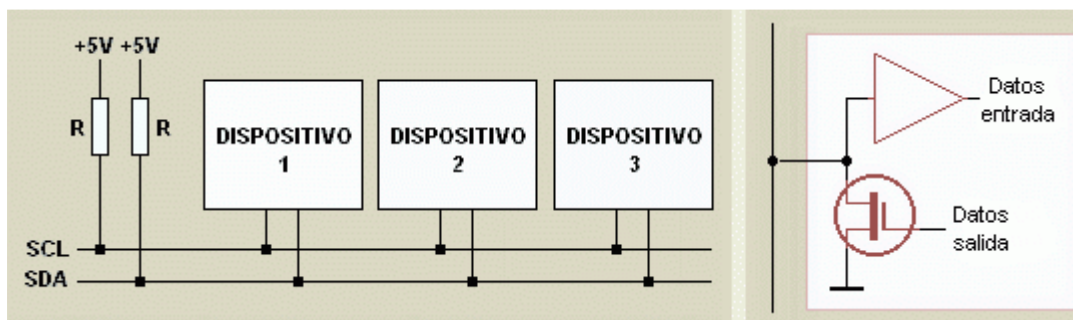 +5V +5V
R R
DISPOSITIVO
1
DISPOSITIVO
2
DISPOSITIVO
3
SCL
SDA
Datos
entrada
Datos
salida